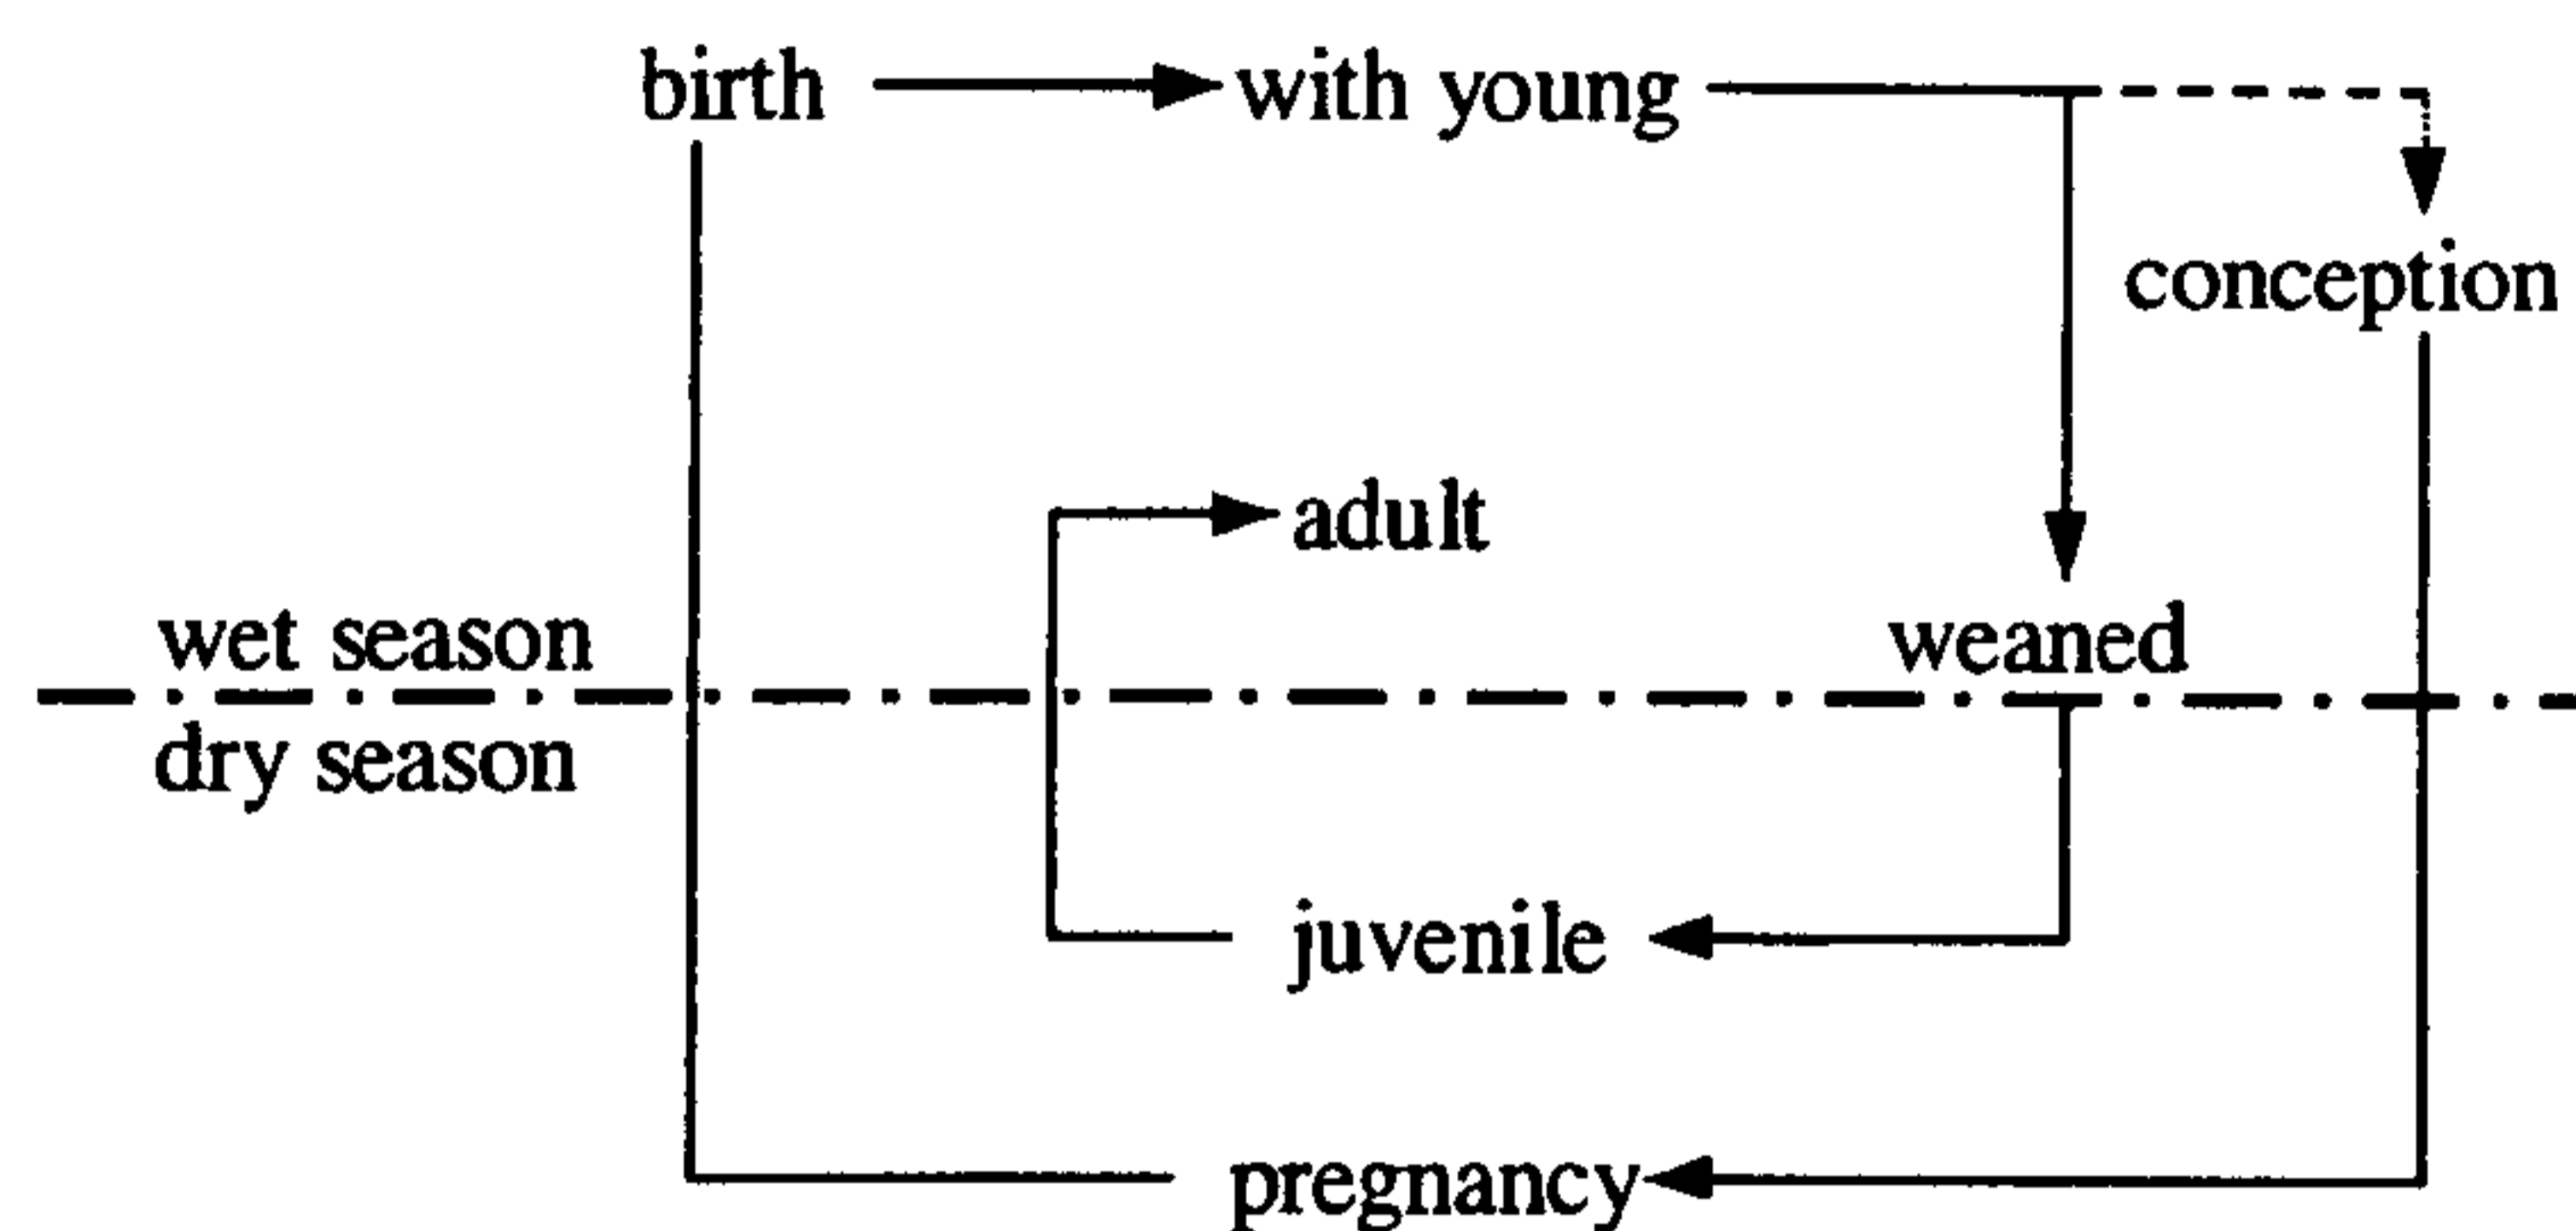 birth
with young
conception
adult
wet season
weaned
dry season
juvenile
pregnancy